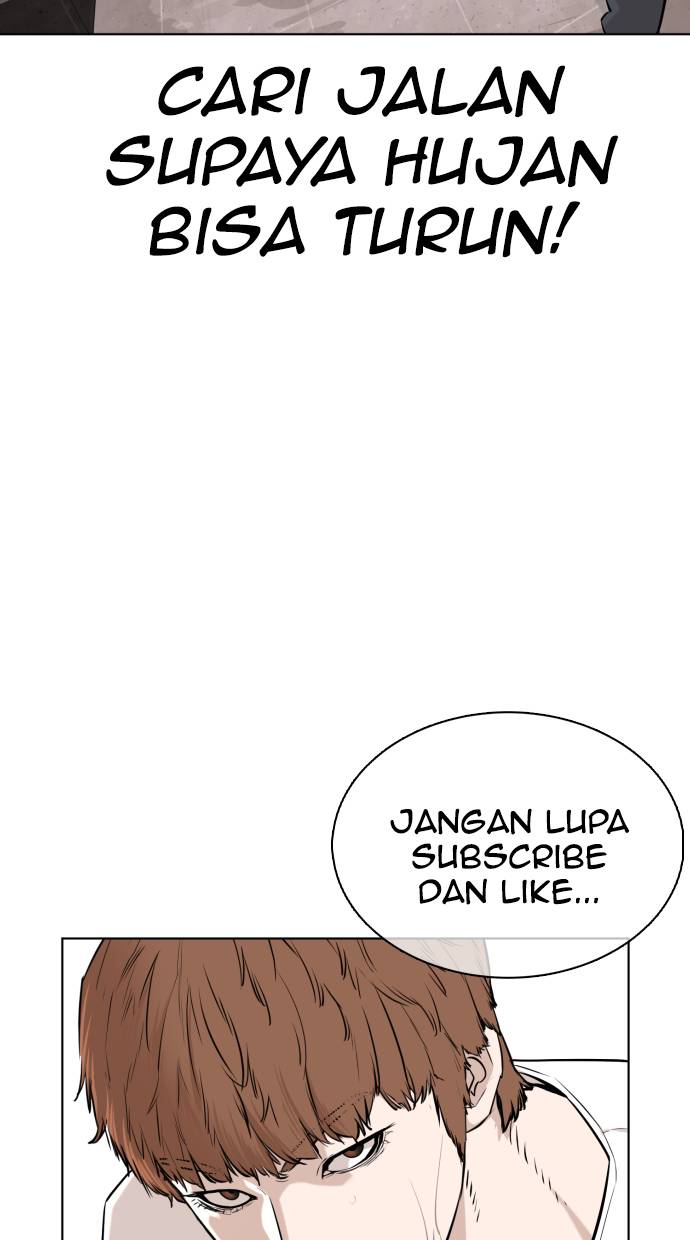 CARI JALAN
SUPAYA HUJAN
BISA TURUN!
JANGAN LUPA
SUBSCRIBE
DAN LIKE...